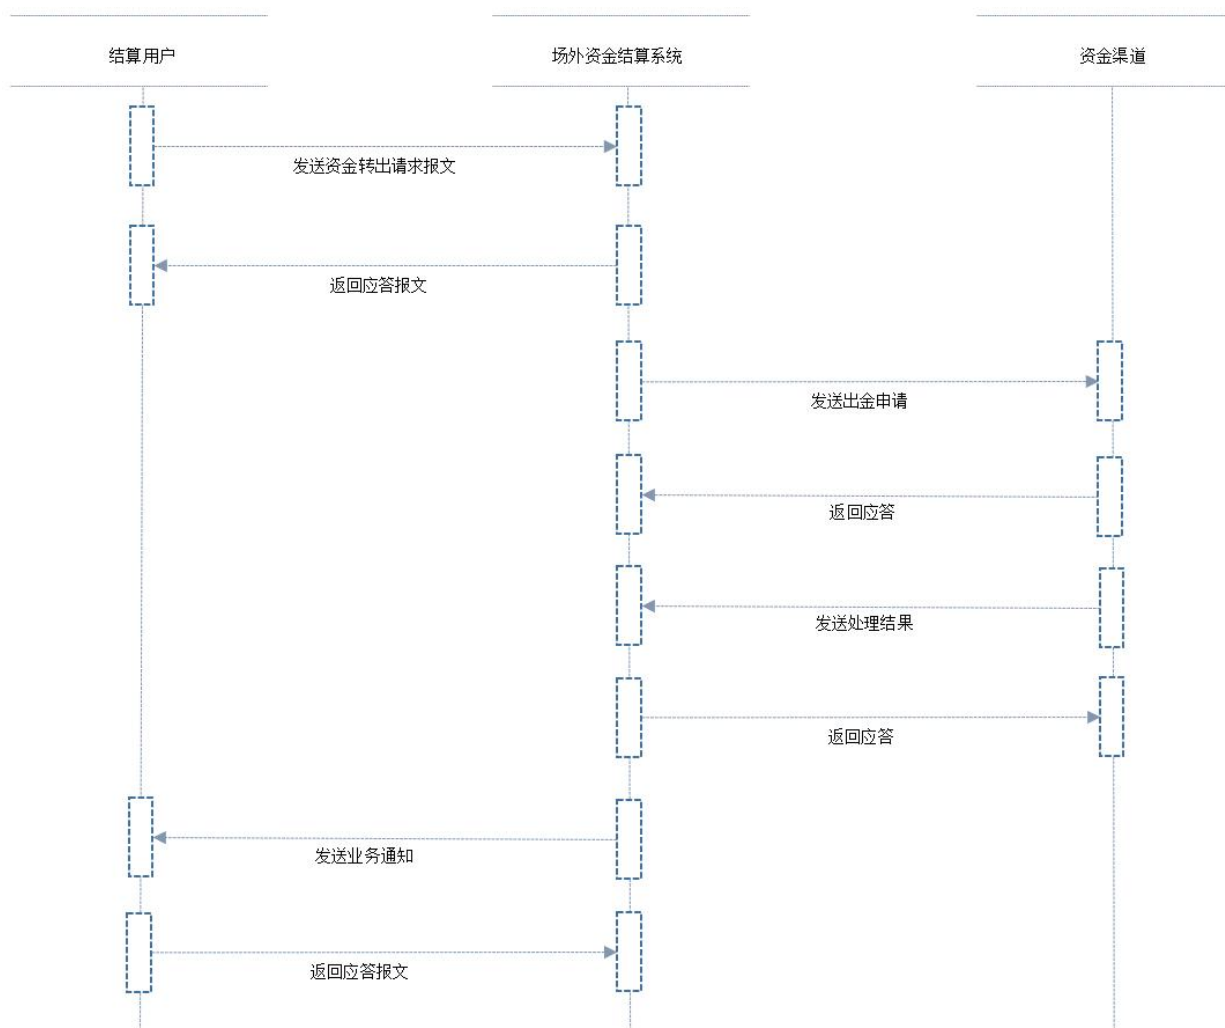 结算用户
场外资金结算系统
资金渠道
发送资金转出请求报文
返回应答报文
发送出金申请
返回应答
发送处理结果
返回应答
发送业务通知
返回应答报文